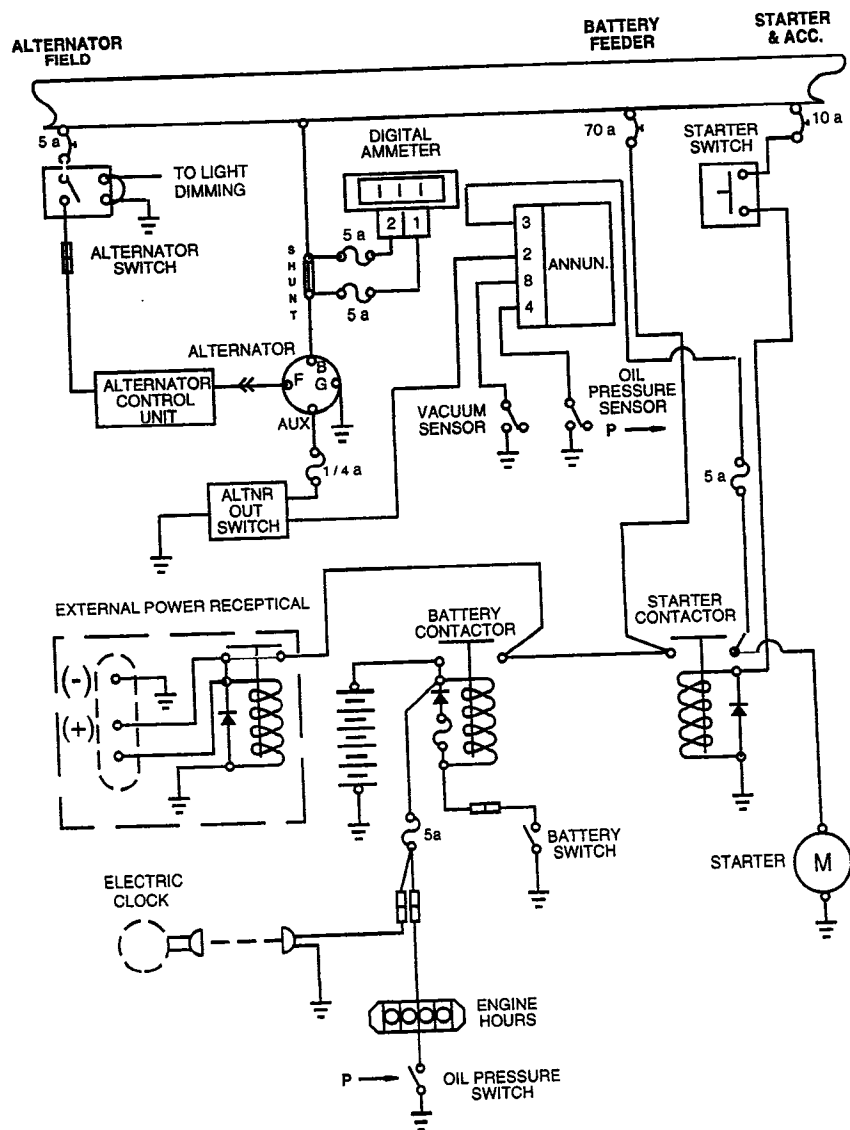 ALTERNATOR
FIELD
BATTERY
FEEDER
STARTER
& ACC.
5 a
70 a
10 a
DIGITAL
AMMETER
STARTER
SWITCH
TO LIGHT
DIMMING
2 1
5 a
ALTERNATOR
SWITCH
SHUNT
5 a
3
2
8
4
ANNUN.
ALTERNATOR
ALTERNATOR
CONTROL
UNIT
F
B
G
AUX
VACUUM
SENSOR
OIL
PRESSURE
SENSOR
P
1/4 a
5 a
ALTNR
OUT
SWITCH
EXTERNAL POWER RECEPTICAL
BATTERY
CONTACTOR
STARTER
CONTACTOR
(-)
(+)
5a
BATTERY
SWITCH
STARTER
M
ELECTRIC
CLOCK
ENGINE
HOURS
P
OIL PRESSURE
SWITCH